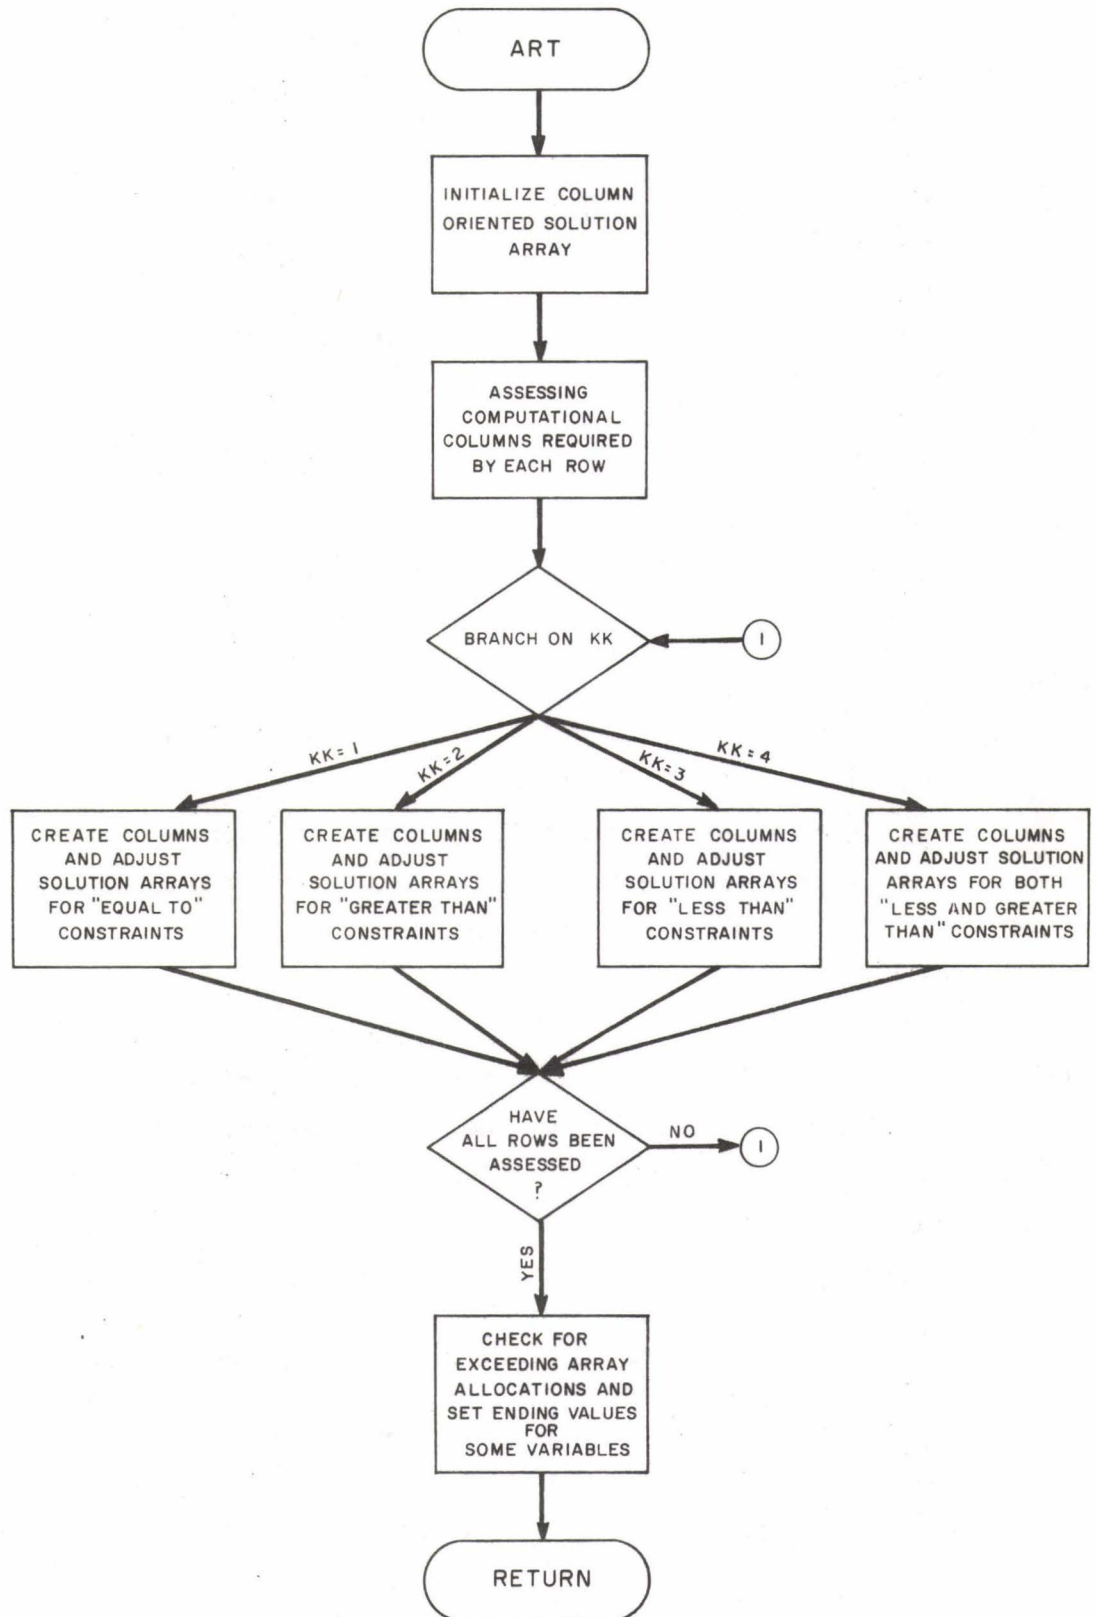 ART
INITIALIZE COLUMN
ORIENTED SOLUTION
ARRAY
ASSESSING
COMPUTATIONAL
COLUMNS REQUIRED
BY EACH ROW
BRANCH ON KK
1
KK=1
KK=2
KK=3
KK=4
CREATE COLUMNS
AND ADJUST
SOLUTION ARRAYS
FOR "EQUAL TO"
CONSTRAINTS
CREATE COLUMNS
AND ADJUST
SOLUTION ARRAYS
FOR "GREATER THAN"
CONSTRAINTS
CREATE COLUMNS
AND ADJUST
SOLUTION ARRAYS
FOR "LESS THAN"
CONSTRAINTS
CREATE COLUMNS
AND ADJUST SOLUTION
ARRAYS FOR BOTH
"LESS AND GREATER
THAN" CONSTRAINTS
HAVE
ALL ROWS BEEN
ASSESSED
?
NO
1
YES
CHECK FOR
EXCEEDING ARRAY
ALLOCATIONS AND
SET ENDING VALUES
FOR
SOME VARIABLES
RETURN